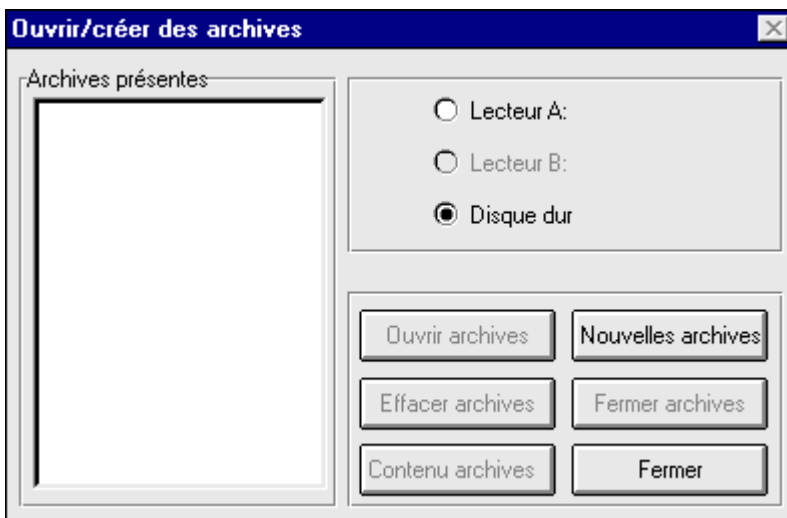 Ouvrir/créer des archives
Archives présentes
Lecteur A:
Lecteur B:
Disque dur
Ouvrir archives
Nouvelles archives
Effacer archives
Fermer archives
Contenu archives
Fermer